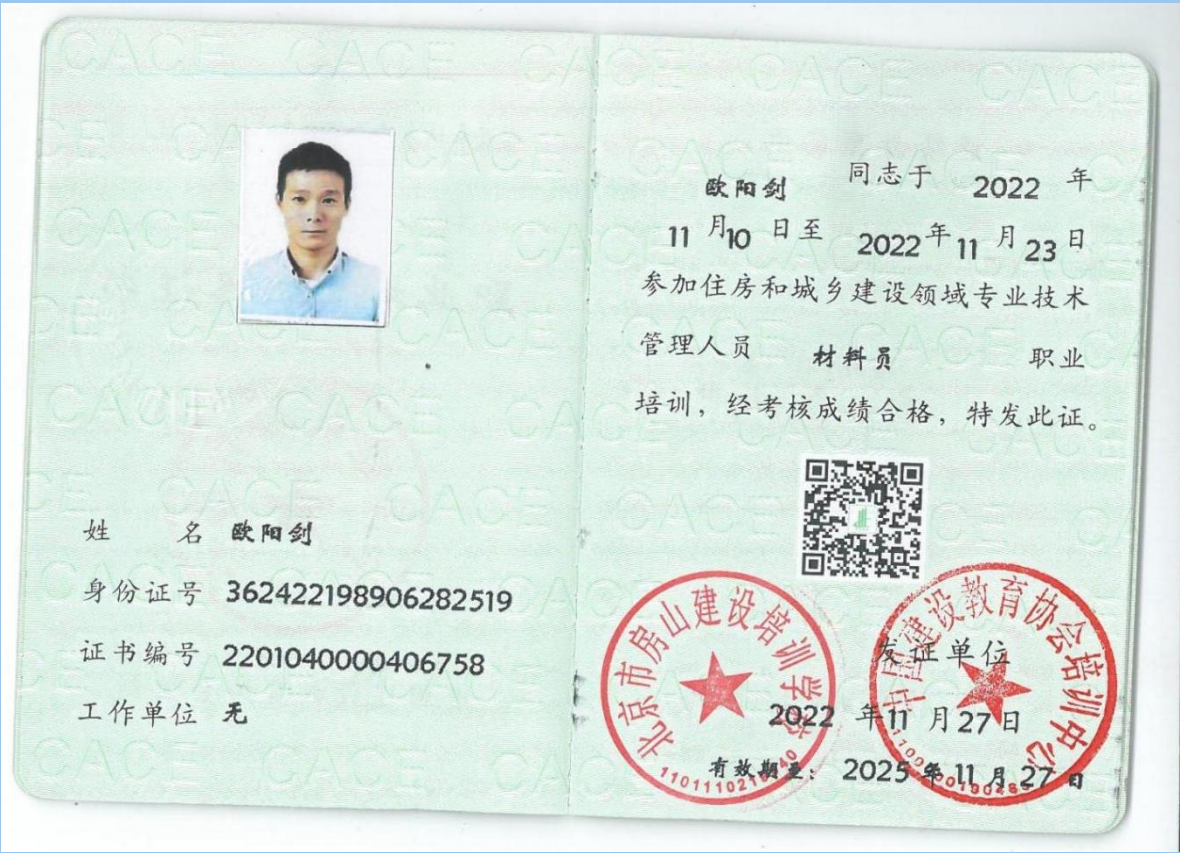 姓 名 欧阳剑
身份证号 362422198906282519
证书编号 2201040000406758
工作单位 无
欧阳剑 同志于 2022 年
11 月 10 日至 2022 年 11 月 23 日
参加住房和城乡建设领域专业技术
管理人员 材料员 职业
培训，经考核成绩合格，特发此证。
北京市房山建设培训学校
中国建设教育协会培训中心
发证单位
2022 年 11 月 27 日
有效期至：2025 年 11 月 27 日
CACE